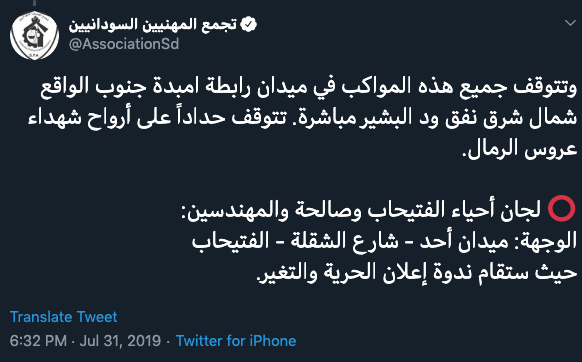 تجمع المهنيين السودانيين
@AssociationSd
وتتوقف جميع هذه المواكب في ميدان رابطة امبدة جنوب الواقع
شمال شرق نفق ود البشير مباشرة. تتوقف حداداً على أرواح شهداء
عروس الرمال.
⭕ لجان أحياء الفتيحاب وصالحة والمهندسين:
الوجهة: ميدان أحد - شارع الشقلة - الفتيحاب
حيث ستقام ندوة إعلان الحرية والتغير.
Translate Tweet
6:32 PM · Jul 31, 2019 · Twitter for iPhone